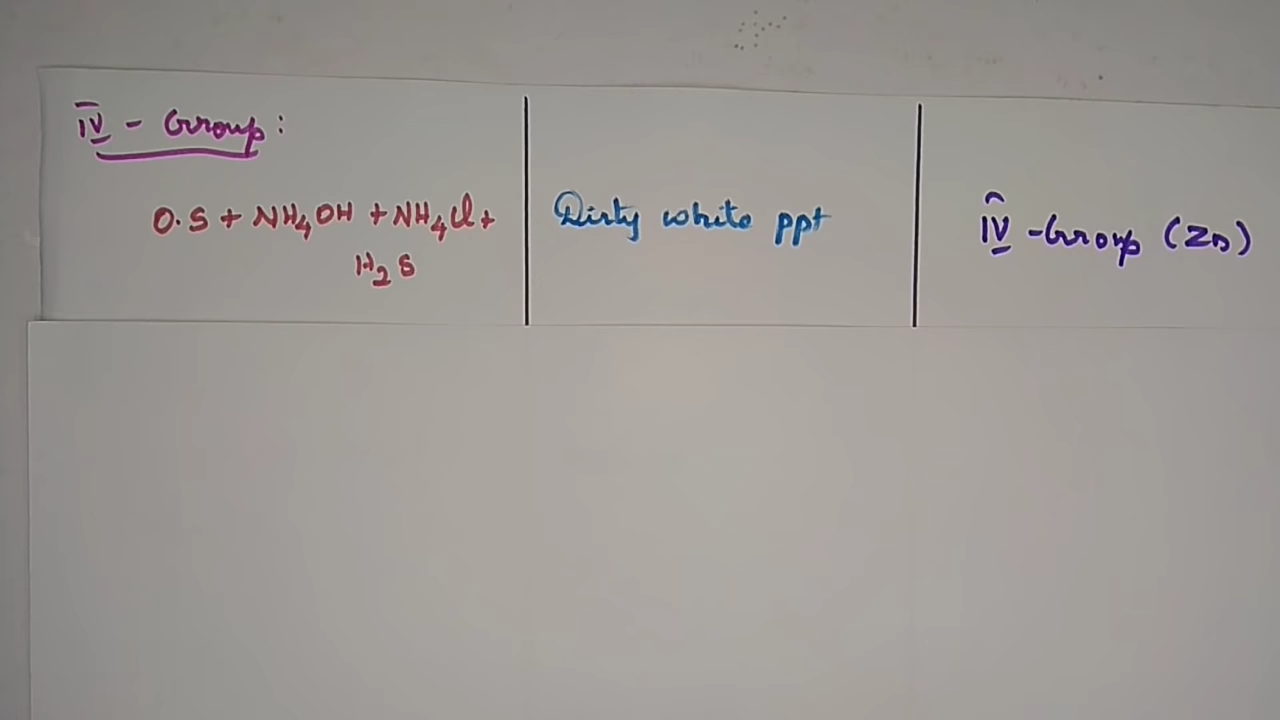 IV - Group:
O.S + NH4OH + NH4Cl +
H2S
Dirty white ppt
IV - Group (Zn)